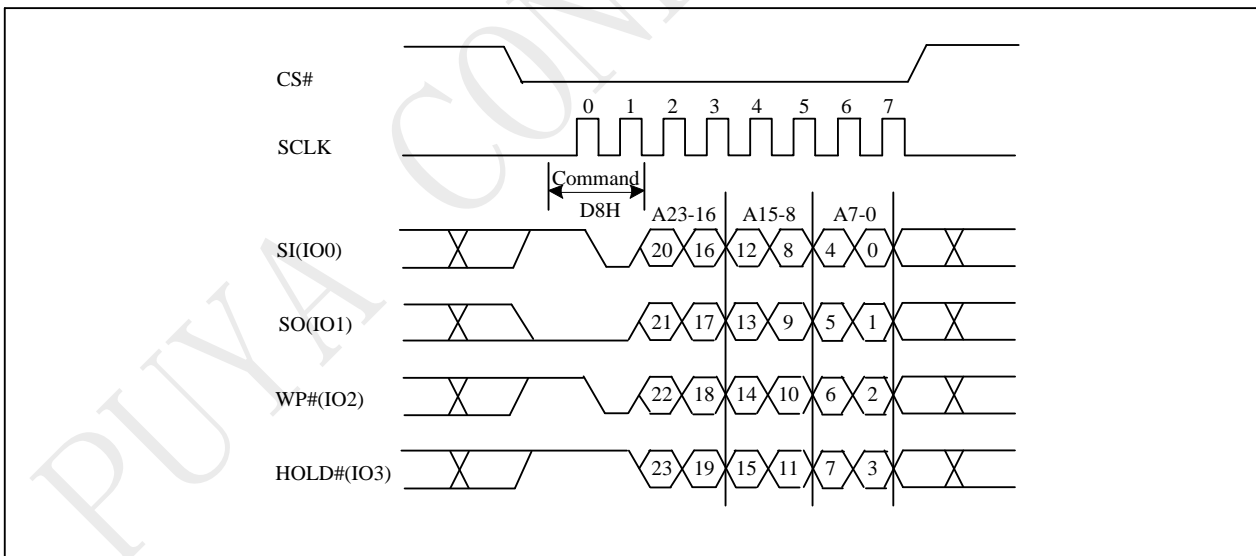 CS#
0 1 2 3 4 5 6 7
SCLK
Command
D8H
A23-16 A15-8 A7-0
SI(IO0) 20 16 12 8 4 0
SO(IO1) 21 17 13 9 5 1
WP#(IO2) 22 18 14 10 6 2
HOLD#(IO3) 23 19 15 11 7 3
PUYA